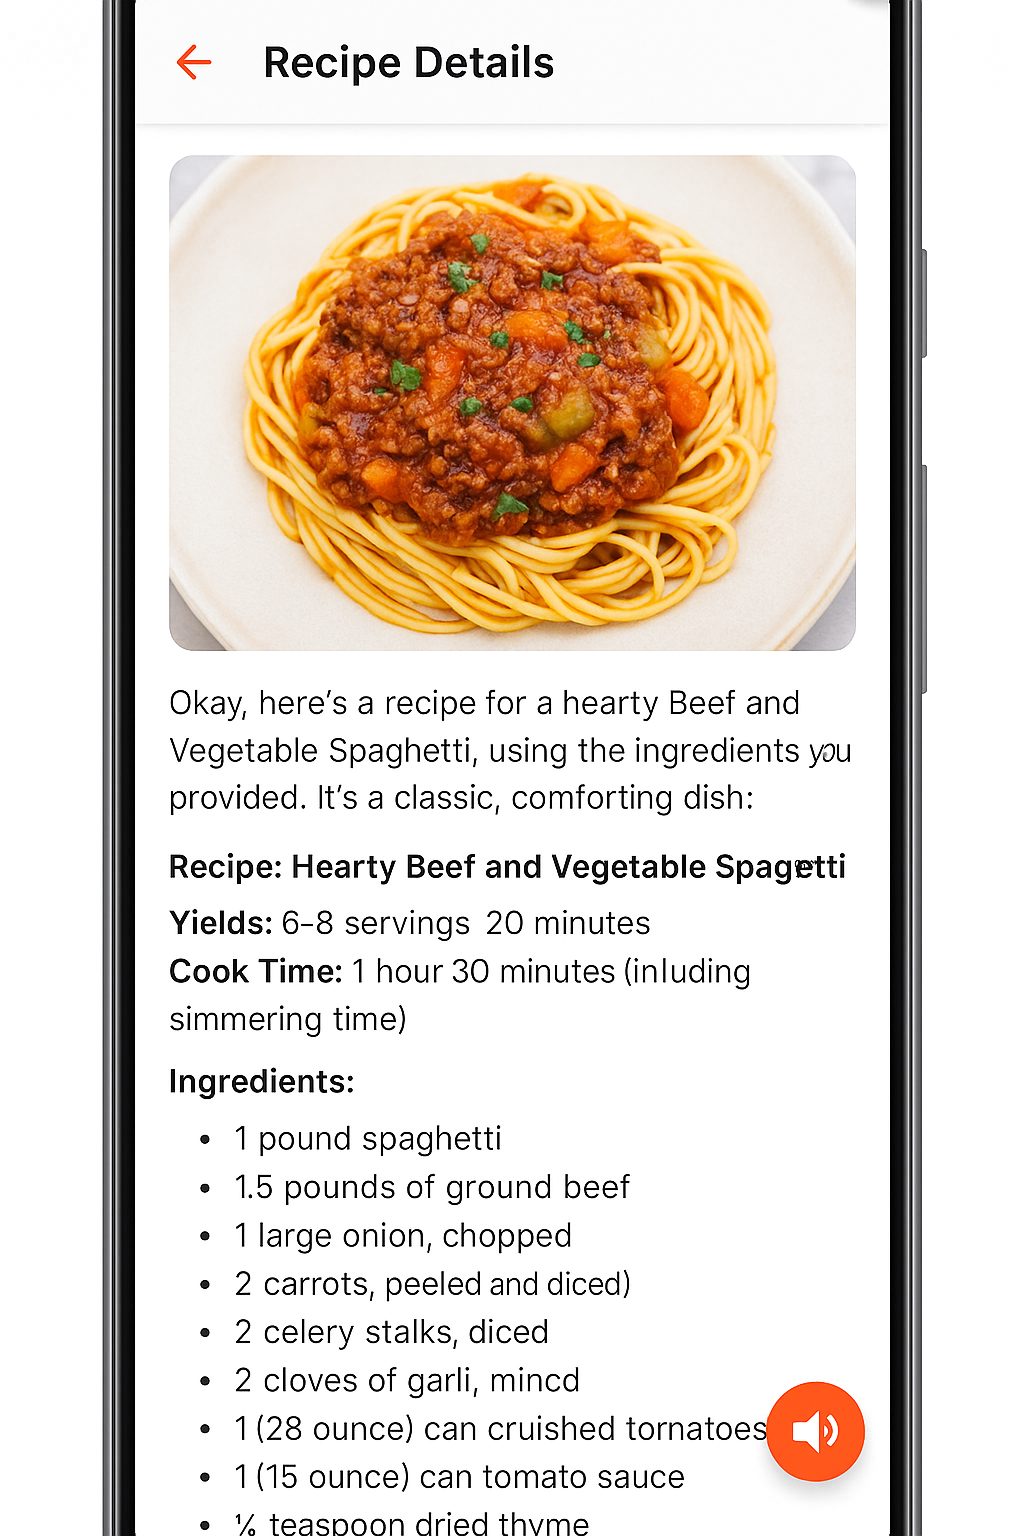 Recipe Details
Okay, here's a recipe for a hearty Beef and
Vegetable Spaghetti, using the ingredients you
provided. It's a classic, comforting dish:
Recipe: Hearty Beef and Vegetable Spagetti
Yields: 6–8 servings 20 minutes
Cook Time: 1 hour 30 minutes (inluding
simmering time)
Ingredients:
• 1 pound spaghetti
• 1.5 pounds of ground beef
• 1 large onion, chopped
• 2 carrots, peeled and diced)
• 2 celery stalks, diced
• 2 cloves of garli, mincd
• 1 (28 ounce) can cruished tornatoes
• 1 (15 ounce) can tomato sauce
• teaspoon dried thyme